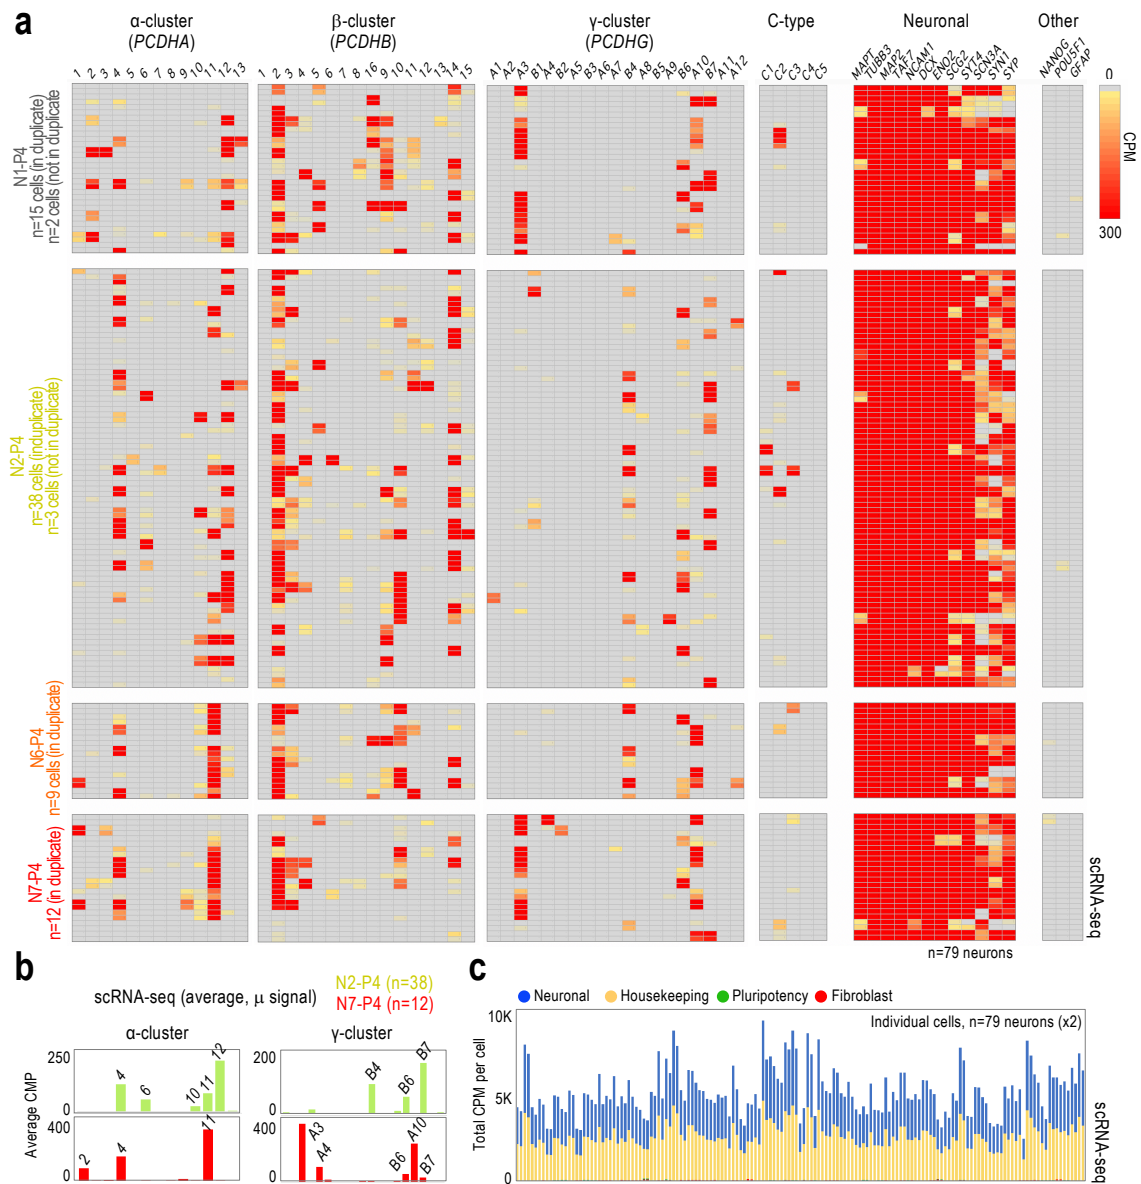 a
α-cluster
(PCDHA)
β-cluster
(PCDHB)
γ-cluster
(PCDHG)
C-type
Neuronal
Other
1 2 3 4 5 6 7 8 9 10 11 12 13
1 2 3 4 5 6 7 8 16 9 10 11 12 13 14 15
A1 A2 A3 B1 A4 B2 A5 B3 A6 A7 B4 A8 B5 A9 B6 A10 B7 A11 A12
C1 C2 C3 C4 C5
MAPT TUBB3 MAP2 NCAM1 DCX ENO2 SCG2 SYT4 SCN3A SYN1 SYP
NANOG POU5F1 GFAP
0
CPM
300
N1-P4
n=15 cells (in duplicate)
n=2 cells (not in duplicate)
N2-P4
n=38 cells (induplicate)
n=3 cells (not in duplicate)
N6-P4
n=9 cells (in duplicate)
N7-P4
n=12 (in duplicate)
scRNA-seq
n=79 neurons
b
scRNA-seq (average, μ signal)
N2-P4 (n=38)
N7-P4 (n=12)
α-cluster
γ-cluster
Average CMP
250
0
4 6 10 11 12
400
0
2 4 11
200
0
B4 B6 B7
400
0
A3 A4 B6 A10 B7
c
Neuronal
Housekeeping
Pluripotency
Fibroblast
Individual cells, n=79 neurons (x2)
Total CPM per cell
10K
5K
0
scRNA-seq